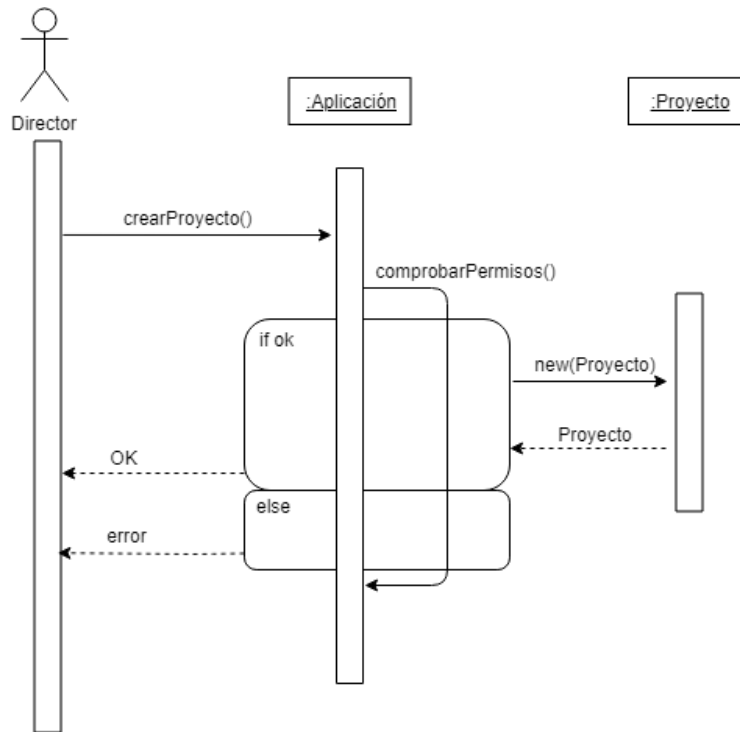 Director
:Aplicación
:Proyecto
crearProyecto()
comprobarPermisos()
if ok
new(Proyecto)
Proyecto
OK
else
error